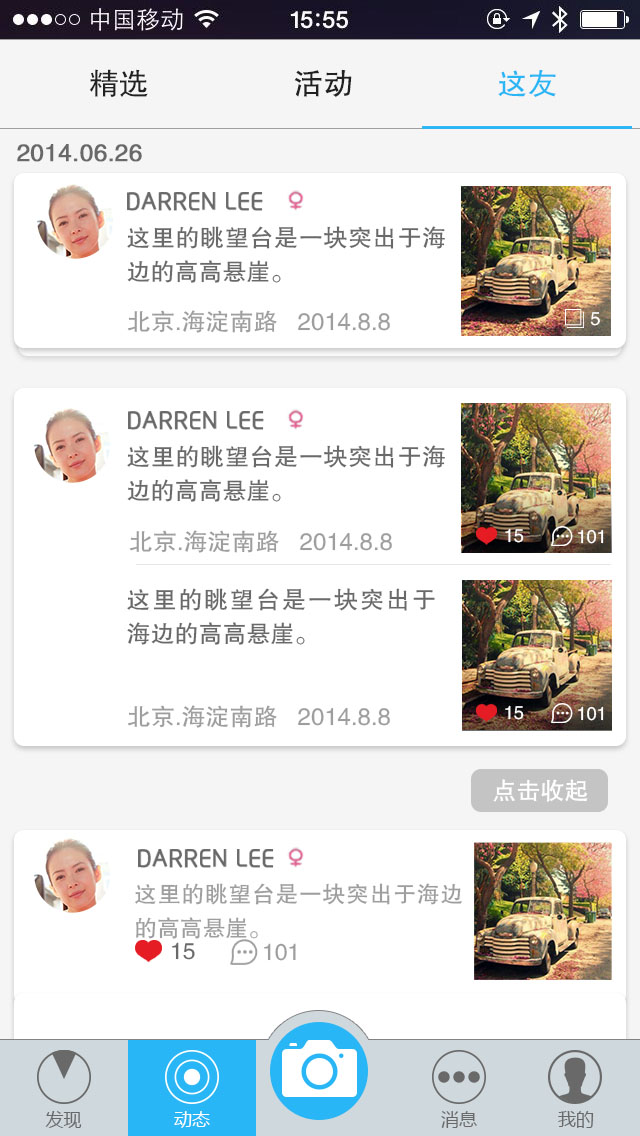 中国移动 15:55
精选 活动 这友
2014.06.26
DARREN LEE
这里的眺望台是一块突出于海
边的高高悬崖。
北京.海淀南路 2014.8.8
5
DARREN LEE
这里的眺望台是一块突出于海
边的高高悬崖。
北京.海淀南路 2014.8.8
15 101
这里的眺望台是一块突出于
海边的高高悬崖。
北京.海淀南路 2014.8.8
15 101
点击收起
DARREN LEE
这里的眺望台是一块突出于海边
的高高悬崖。
15 101
发现 动态 消息 我的